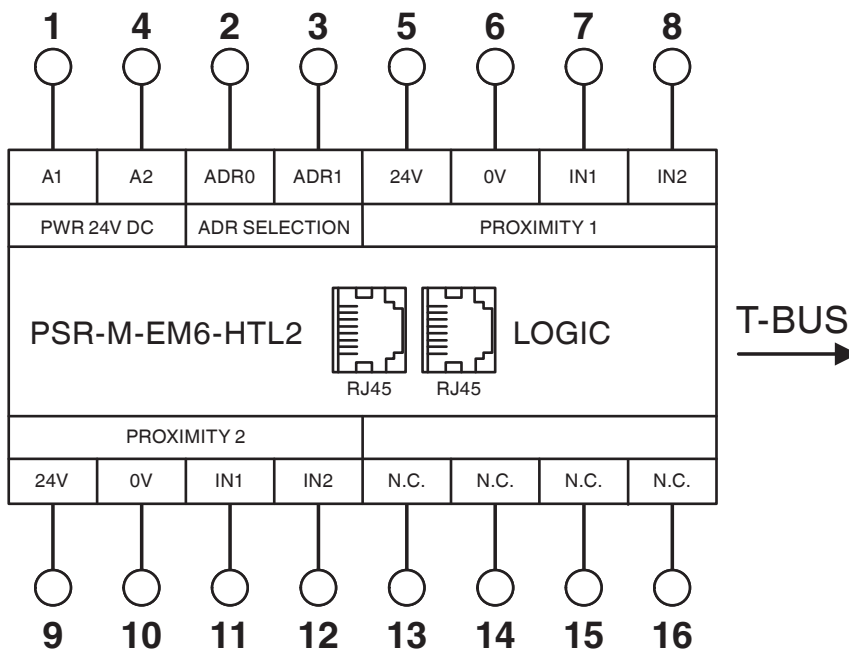 1 4 2 3 5 6 7 8
A1 A2 ADR0 ADR1 24V 0V IN1 IN2
PWR 24V DC ADR SELECTION PROXIMITY 1
PSR-M-EM6-HTL2 LOGIC T-BUS
RJ45 RJ45
PROXIMITY 2
24V 0V IN1 IN2 N.C. N.C. N.C. N.C.
9 10 11 12 13 14 15 16